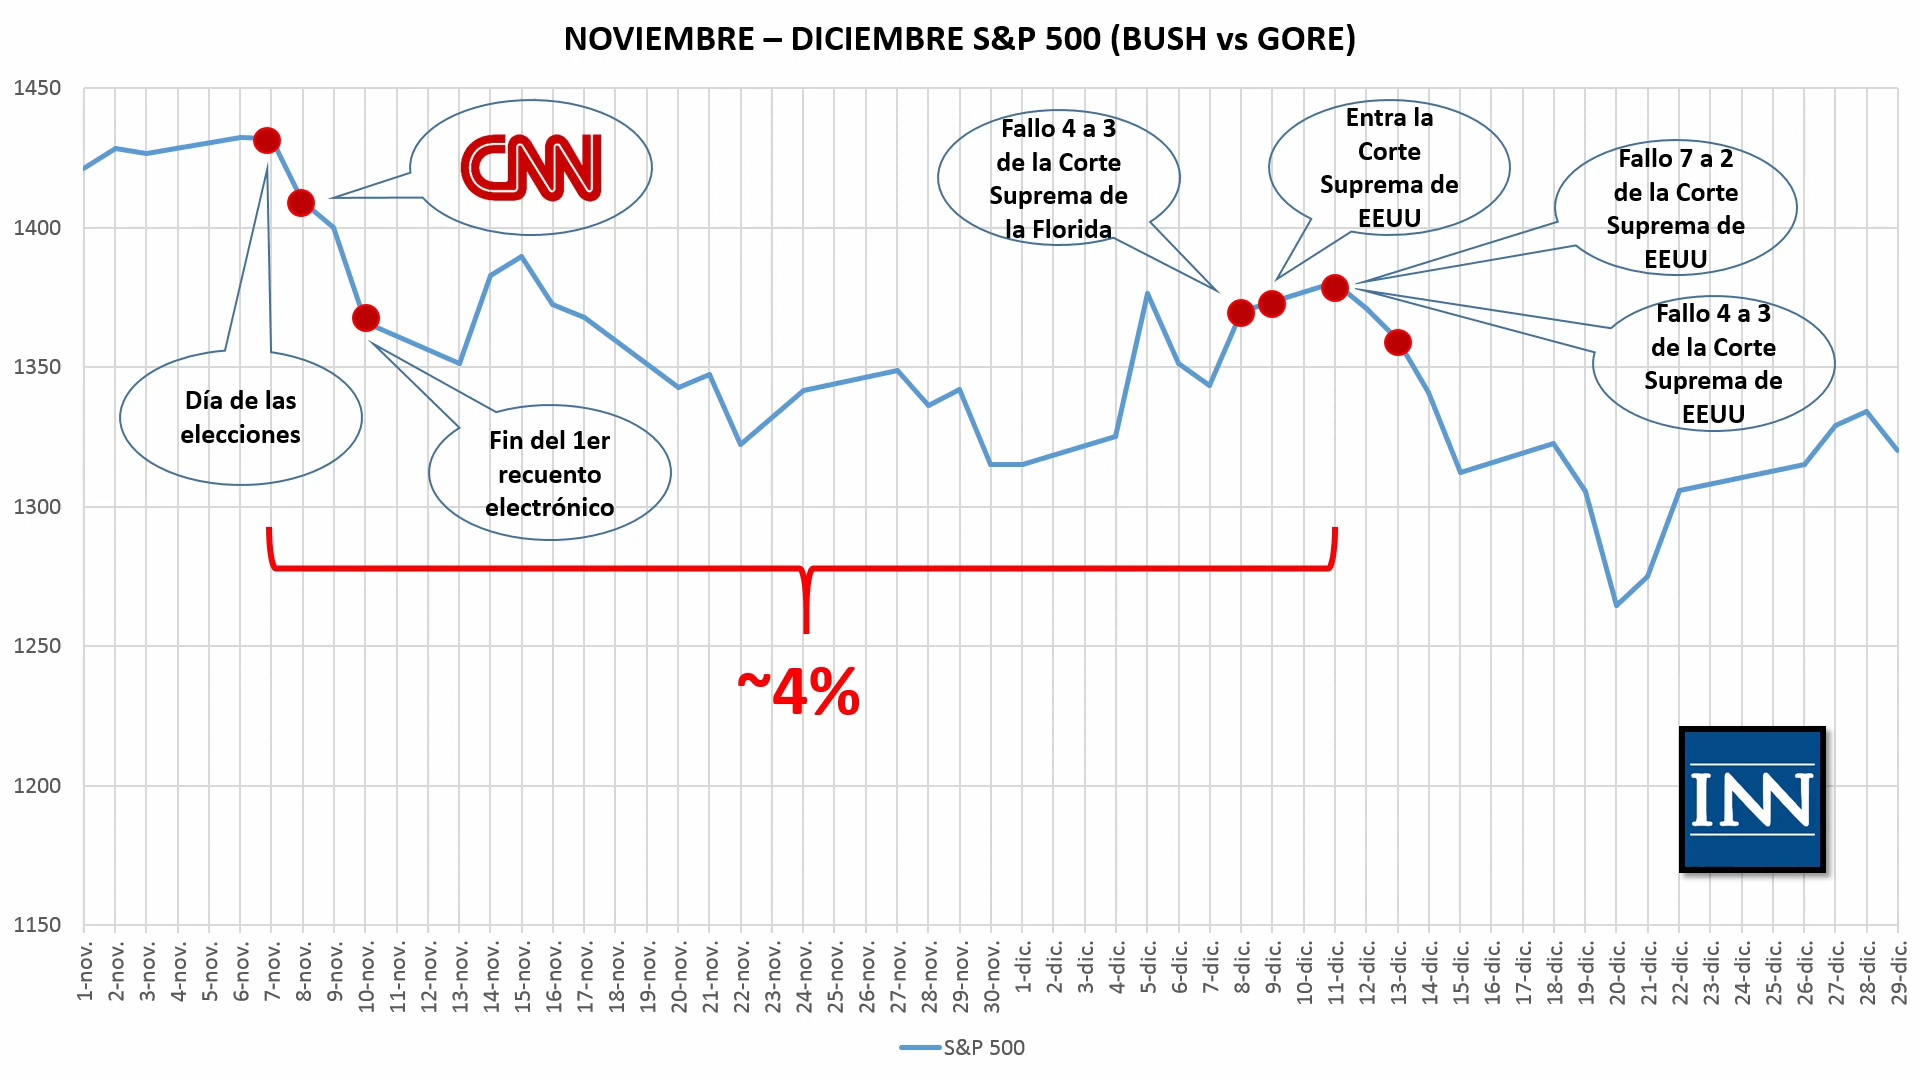 NOVIEMBRE – DICIEMBRE S&P 500 (BUSH vs GORE)
1450
1400
1350
1300
1250
1200
1150
CNN
Fallo 4 a 3
de la Corte
Suprema de
la Florida
Entra la
Corte
Suprema de
EEUU
Fallo 7 a 2
de la Corte
Suprema de
EEUU
Fallo 4 a 3
de la Corte
Suprema de
EEUU
Día de las
elecciones
Fin del 1er
recuento
electrónico
~4%
INN
1-nov.
2-nov.
3-nov.
4-nov.
5-nov.
6-nov.
7-nov.
8-nov.
9-nov.
10-nov.
11-nov.
12-nov.
13-nov.
14-nov.
15-nov.
16-nov.
17-nov.
18-nov.
19-nov.
20-nov.
21-nov.
22-nov.
23-nov.
24-nov.
25-nov.
26-nov.
27-nov.
28-nov.
29-nov.
30-nov.
1-dic.
2-dic.
3-dic.
4-dic.
5-dic.
6-dic.
7-dic.
8-dic.
9-dic.
10-dic.
11-dic.
12-dic.
13-dic.
14-dic.
15-dic.
16-dic.
17-dic.
18-dic.
19-dic.
20-dic.
21-dic.
22-dic.
23-dic.
24-dic.
25-dic.
26-dic.
27-dic.
28-dic.
29-dic.
S&P 500